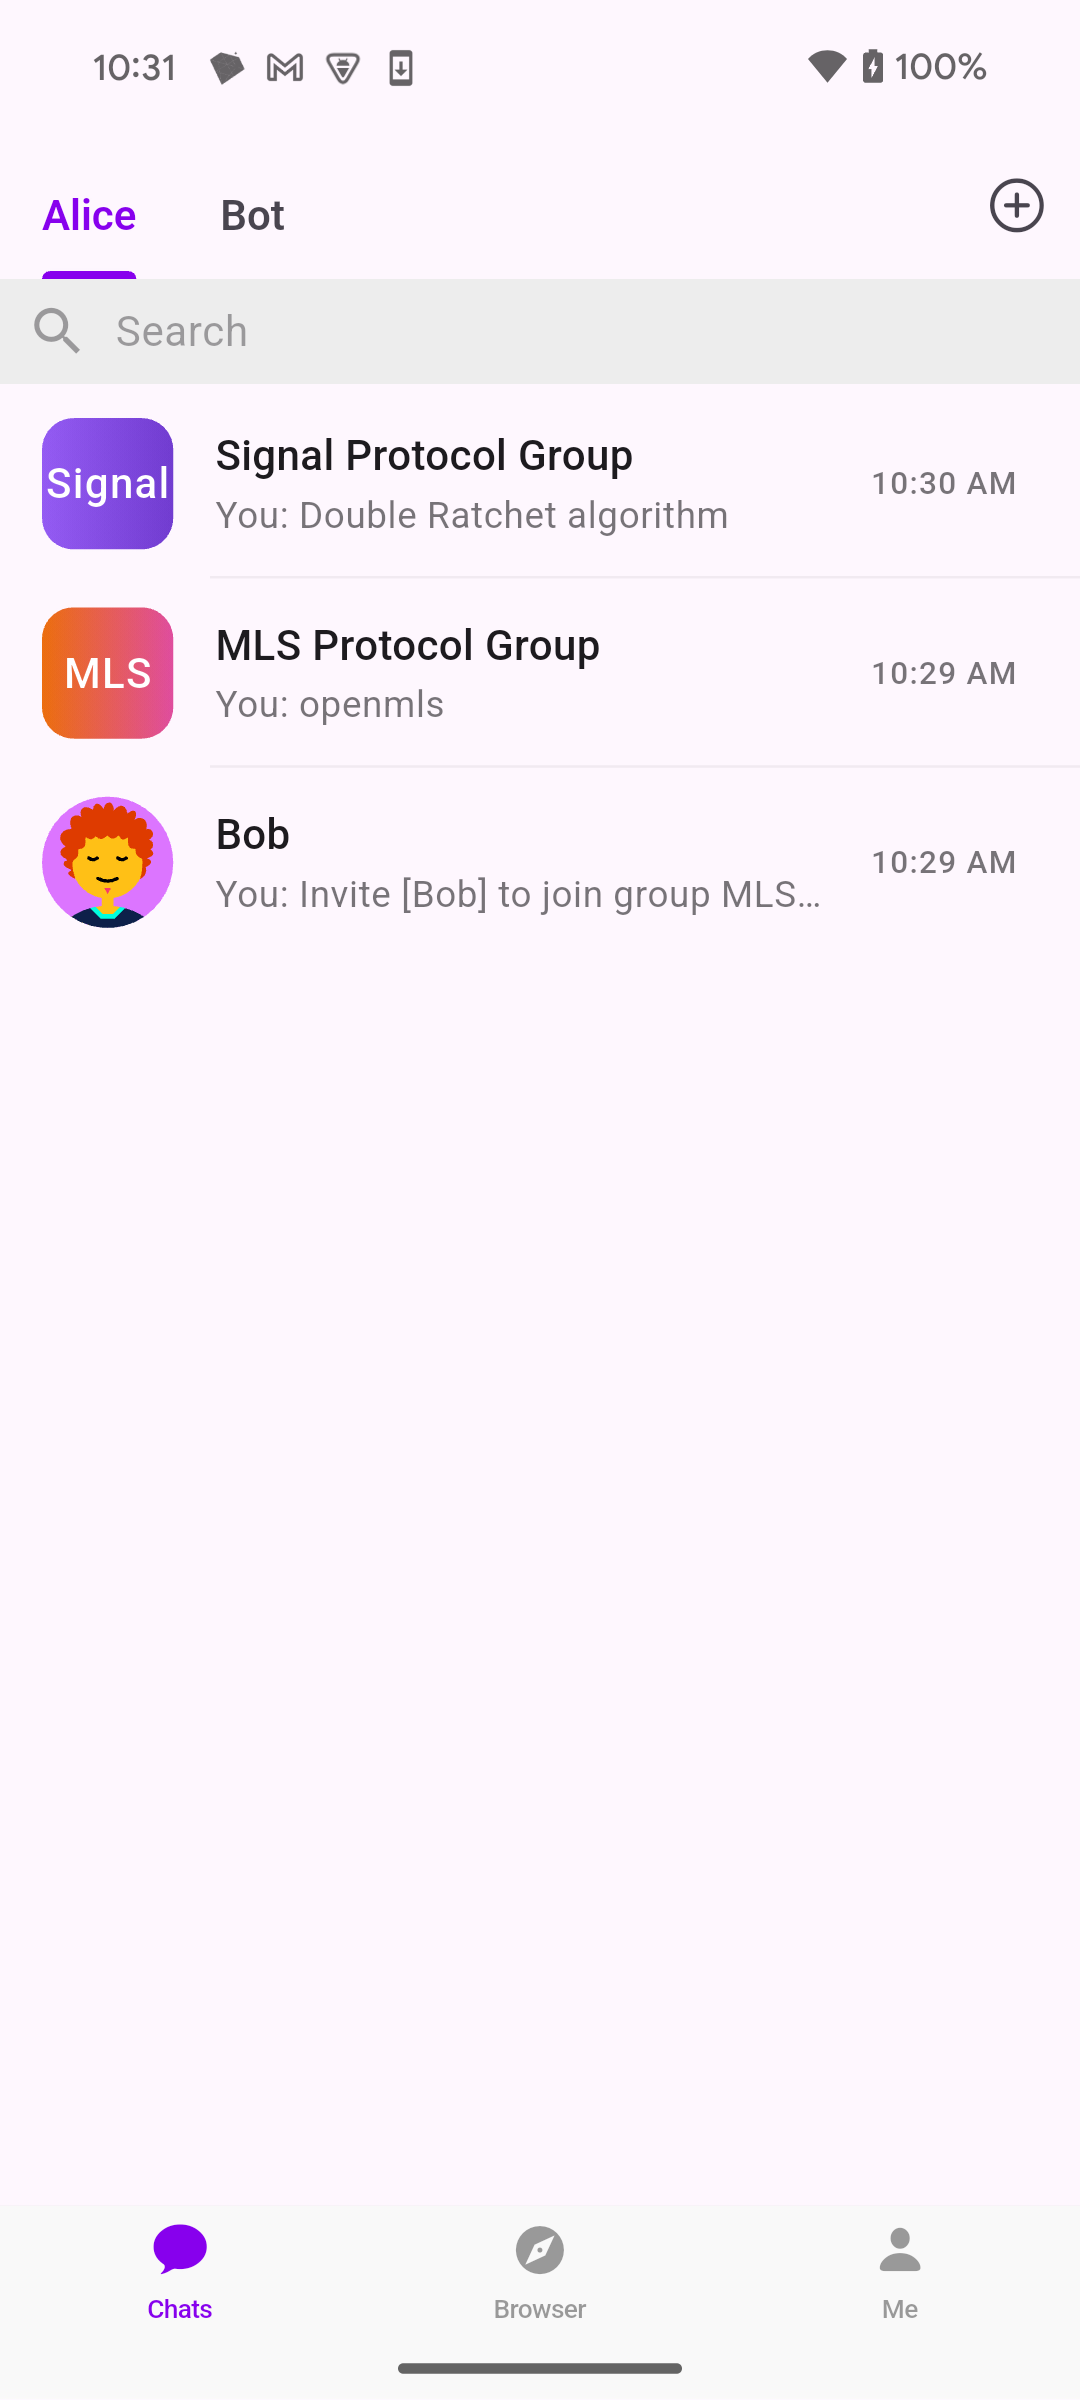 10:31
100%
Alice
Bot
Search
Signal
Signal Protocol Group
You: Double Ratchet algorithm
10:30 AM
MLS
MLS Protocol Group
You: openmls
10:29 AM
Bob
You: Invite [Bob] to join group MLS…
10:29 AM
Chats
Browser
Me